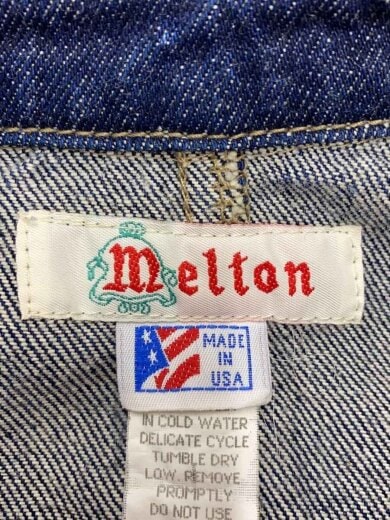 Melton
MADE
IN
USA
IN COLD WATER
DELICATE CYCLE
TUMBLE DRY
LOW. REMOVE
PROMPTLY
DO NOT USE